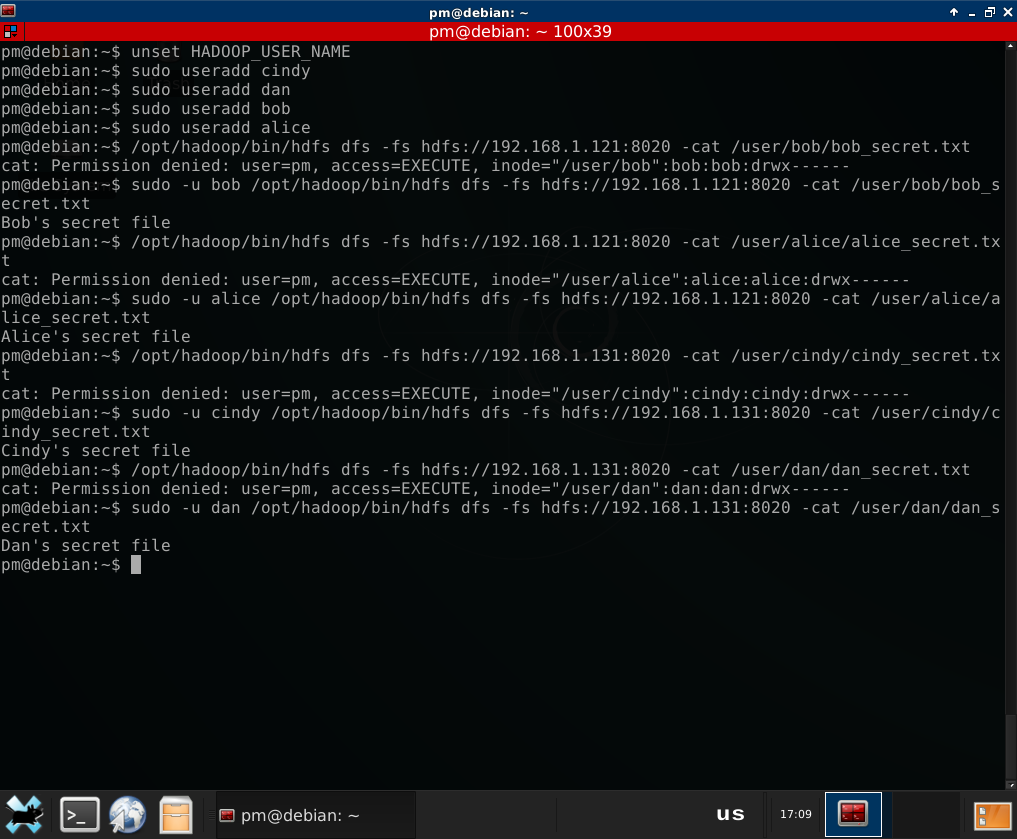 pm@debian: ~
pm@debian: ~ 100x39
pm@debian:~$ unset HADOOP_USER_NAME
pm@debian:~$ sudo useradd cindy
pm@debian:~$ sudo useradd dan
pm@debian:~$ sudo useradd bob
pm@debian:~$ sudo useradd alice
pm@debian:~$ /opt/hadoop/bin/hdfs dfs -fs hdfs://192.168.1.121:8020 -cat /user/bob/bob_secret.txt
cat: Permission denied: user=pm, access=EXECUTE, inode="/user/bob":bob:bob:drwx------
pm@debian:~$ sudo -u bob /opt/hadoop/bin/hdfs dfs -fs hdfs://192.168.1.121:8020 -cat /user/bob/bob_s
ecret.txt
Bob's secret file
pm@debian:~$ /opt/hadoop/bin/hdfs dfs -fs hdfs://192.168.1.121:8020 -cat /user/alice/alice_secret.tx
t
cat: Permission denied: user=pm, access=EXECUTE, inode="/user/alice":alice:alice:drwx------
pm@debian:~$ sudo -u alice /opt/hadoop/bin/hdfs dfs -fs hdfs://192.168.1.121:8020 -cat /user/alice/a
lice_secret.txt
Alice's secret file
pm@debian:~$ /opt/hadoop/bin/hdfs dfs -fs hdfs://192.168.1.131:8020 -cat /user/cindy/cindy_secret.tx
t
cat: Permission denied: user=pm, access=EXECUTE, inode="/user/cindy":cindy:cindy:drwx------
pm@debian:~$ sudo -u cindy /opt/hadoop/bin/hdfs dfs -fs hdfs://192.168.1.131:8020 -cat /user/cindy/c
indy_secret.txt
Cindy's secret file
pm@debian:~$ /opt/hadoop/bin/hdfs dfs -fs hdfs://192.168.1.131:8020 -cat /user/dan/dan_secret.txt
cat: Permission denied: user=pm, access=EXECUTE, inode="/user/dan":dan:dan:drwx------
pm@debian:~$ sudo -u dan /opt/hadoop/bin/hdfs dfs -fs hdfs://192.168.1.131:8020 -cat /user/dan/dan_s
ecret.txt
Dan's secret file
pm@debian:~$
pm@debian: ~
us
17:09